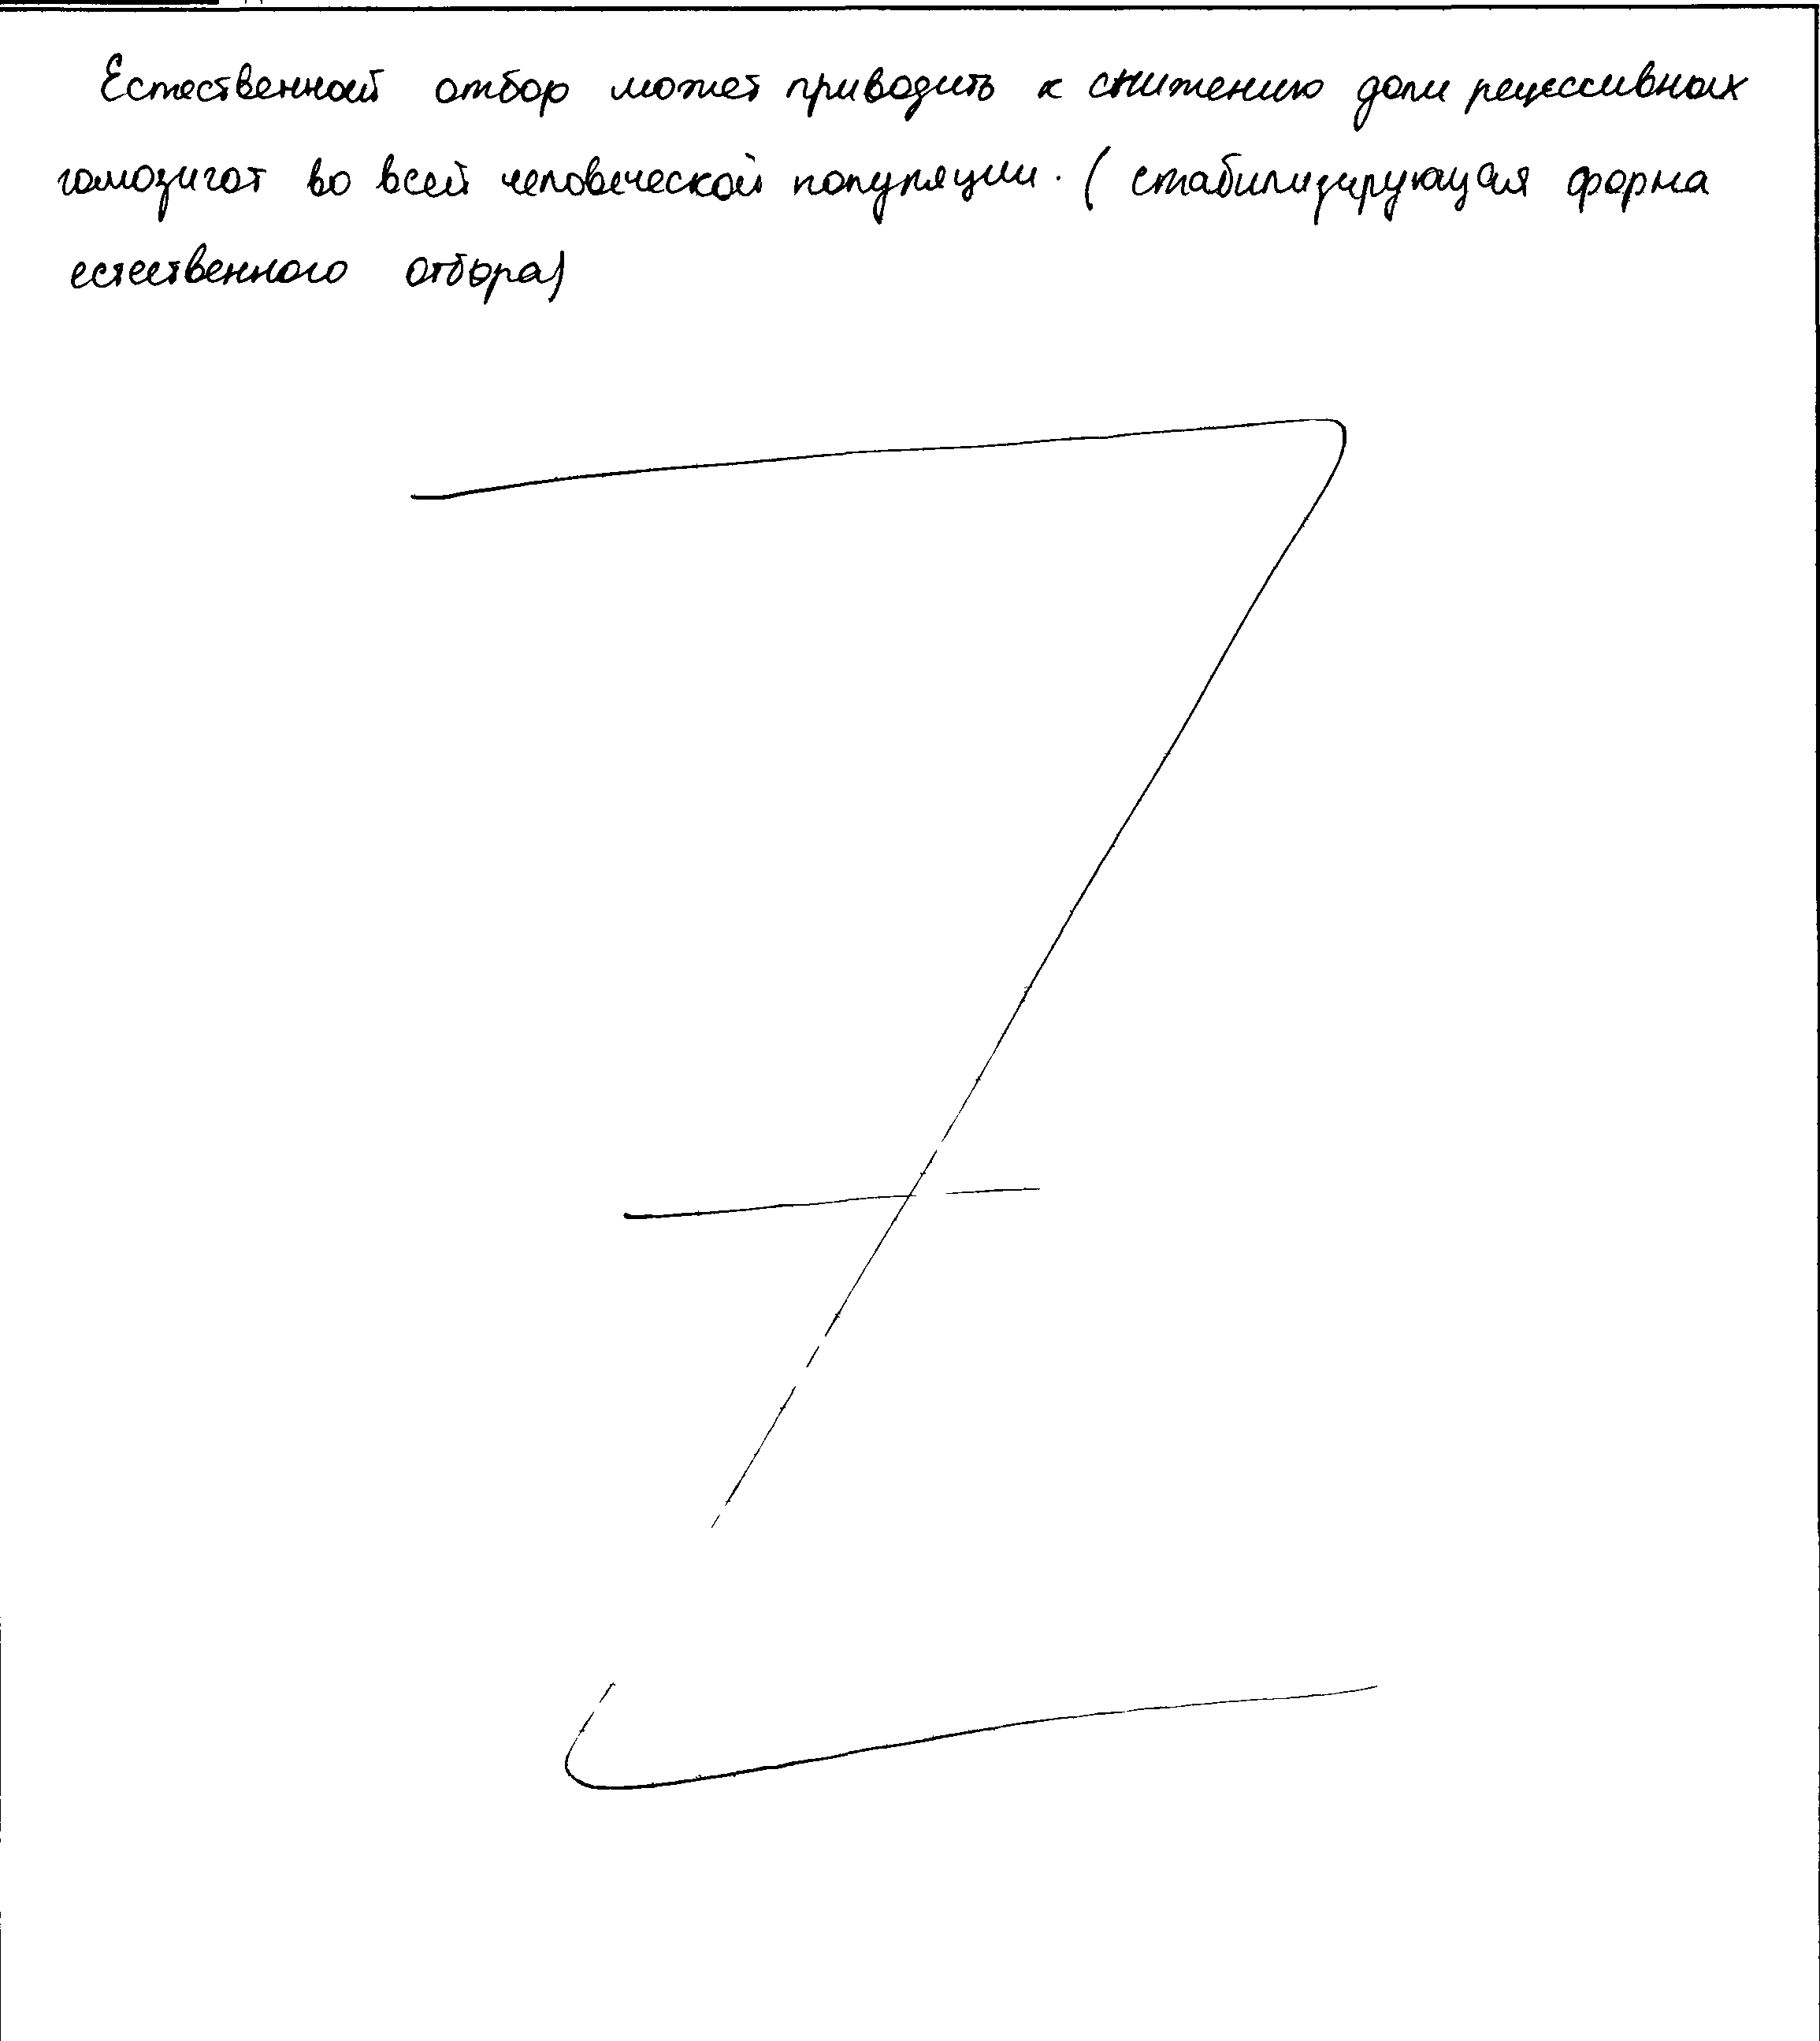 Естественный отбор может приводить к снижению доли рецессивных
гомозигот во всей человеческой популяции. (стабилизирующая форма
естественного отбора)